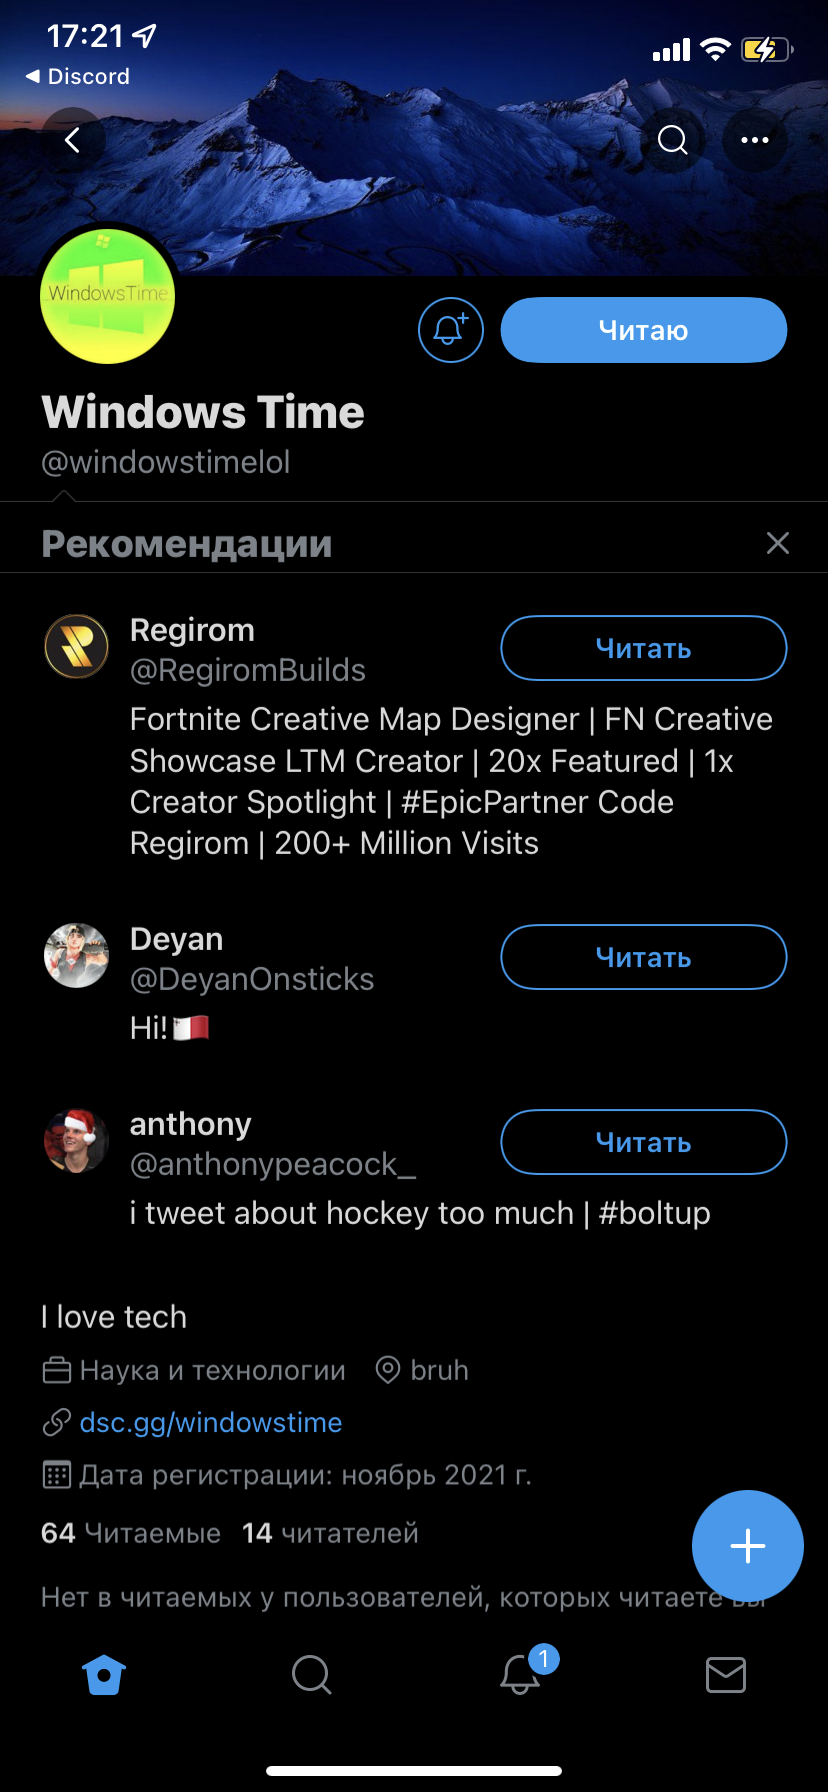 17:21
◀ Discord
WindowsTime
Читаю
Windows Time
@windowstimelol
Рекомендации
Regirom
@RegiromBuilds
Читать
Fortnite Creative Map Designer | FN Creative
Showcase LTM Creator | 20x Featured | 1x
Creator Spotlight | #EpicPartner Code
Regirom | 200+ Million Visits
Deyan
@DeyanOnsticks
Читать
Hi!🇲🇹
anthony
@anthonypeacock_
Читать
i tweet about hockey too much | #boltup
I love tech
Наука и технологии bruh
dsc.gg/windowstime
Дата регистрации: ноябрь 2021 г.
64 Читаемые 14 читателей
Нет в читаемых у пользователей, которых читаете вы
1